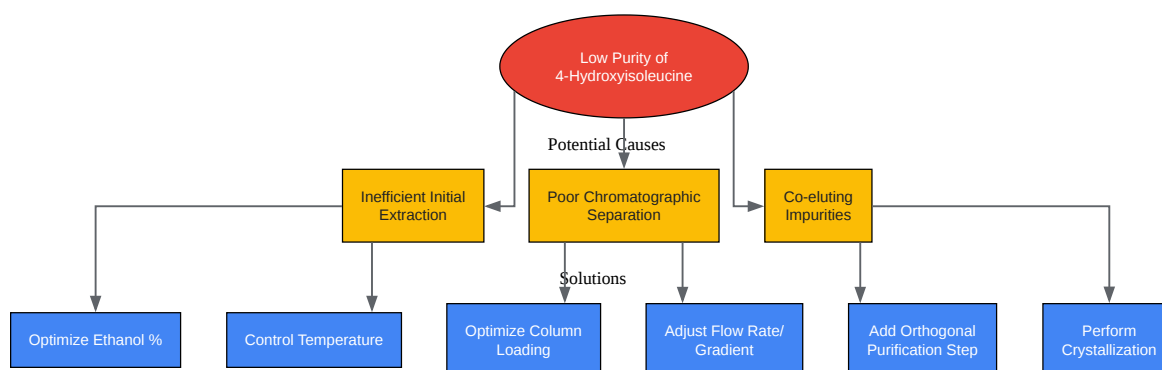 Low Purity of
4-Hydroxyisoleucine
Potential Causes
Inefficient Initial
Extraction
Poor Chromatographic
Separation
Co-eluting
Impurities
Solutions
Optimize Ethanol %
Control Temperature
Optimize Column
Loading
Adjust Flow Rate/
Gradient
Add Orthogonal
Purification Step
Perform
Crystallization